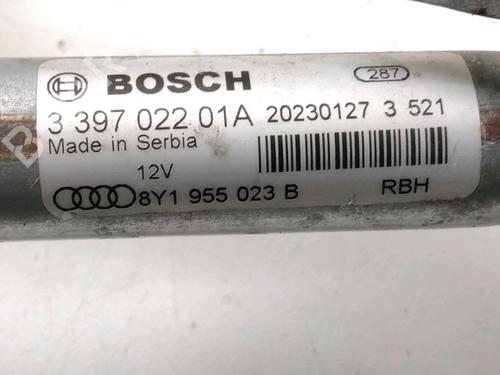 BOSCH
287
3 397 022 01A 20230127 3 521
Made in Serbia
12V
8Y1 955 023 B RBH